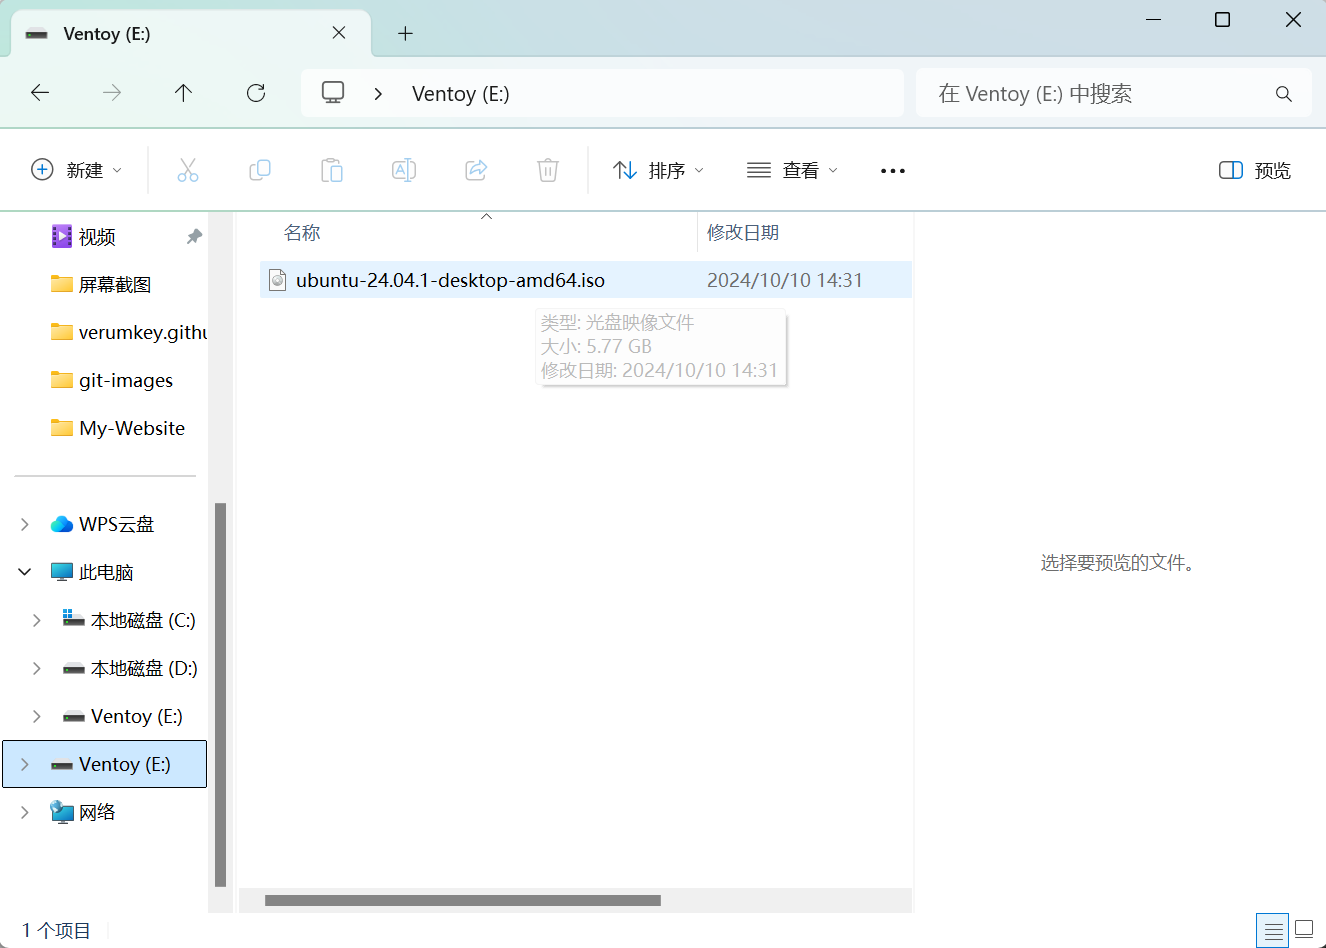 Ventoy (E:)
Ventoy (E:)
在 Ventoy (E:) 中搜索
新建
排序
查看
预览
视频
屏幕截图
verumkey.githu
git-images
My-Website
WPS云盘
此电脑
本地磁盘 (C:)
本地磁盘 (D:)
Ventoy (E:)
Ventoy (E:)
网络
名称
修改日期
ubuntu-24.04.1-desktop-amd64.iso
2024/10/10 14:31
类型: 光盘映像文件
大小: 5.77 GB
修改日期: 2024/10/10 14:31
选择要预览的文件。
1 个项目